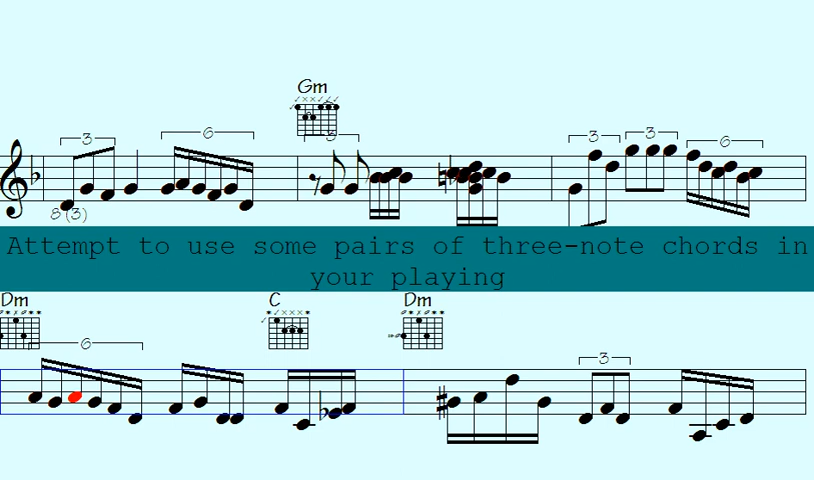 Gm
3
6
3
3
3
6
8(3)
Attempt to use some pairs of three-note chords in
your playing
Dm
C
Dm
6
3